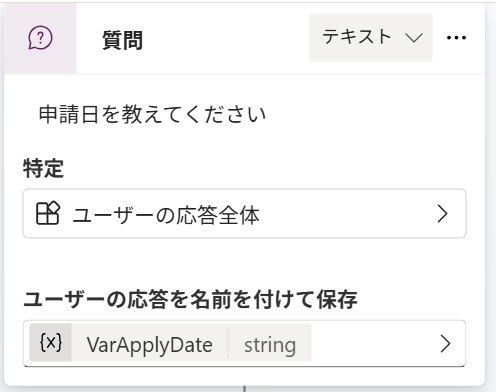 質問
テキスト
申請日を教えてください
特定
ユーザーの応答全体
ユーザーの応答を名前を付けて保存
{x} VarApplyDate string